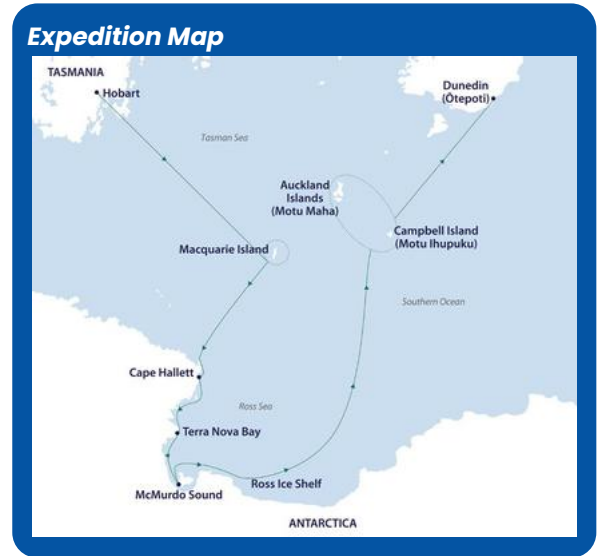 Expedition Map
TASMANIA
Hobart
Dunedin
(Ōtepoti)
Tasman Sea
Auckland
Islands
(Motu Maha)
Campbell Island
(Motu Ihupuku)
Macquarie Island
Southern Ocean
Cape Hallett
Ross Sea
Terra Nova Bay
Ross Ice Shelf
McMurdo Sound
ANTARCTICA